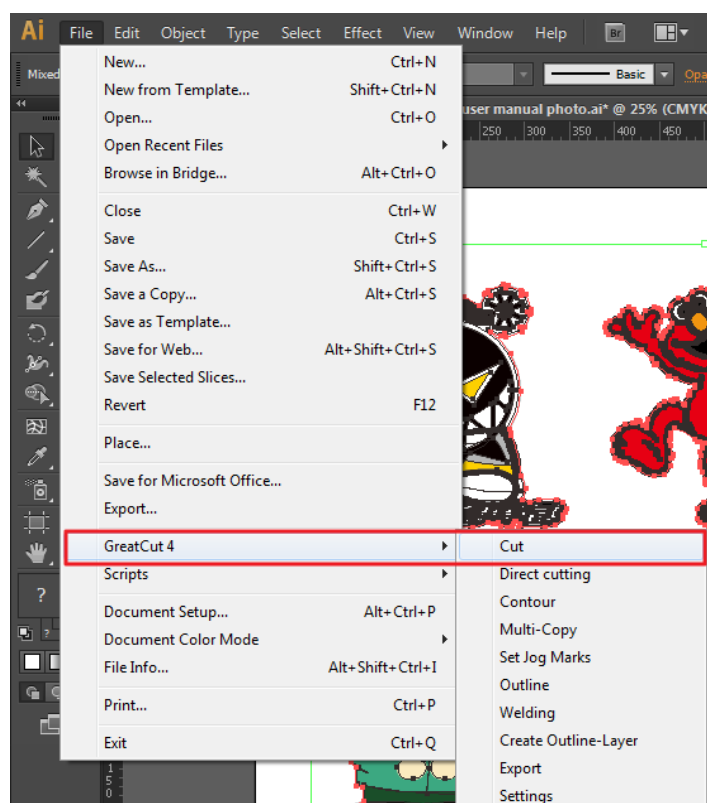 Ai File Edit Object Type Select Effect View Window Help Br
Mixed Basic Opa
user manual photo.ai* @ 25% (CMYK
250 300 350 400 450
New... Ctrl+N
New from Template... Shift+Ctrl+N
Open... Ctrl+O
Open Recent Files
Browse in Bridge... Alt+Ctrl+O
Close Ctrl+W
Save Ctrl+S
Save As... Shift+Ctrl+S
Save a Copy... Alt+Ctrl+S
Save as Template...
Save for Web... Alt+Shift+Ctrl+S
Save Selected Slices...
Revert F12
Place...
Save for Microsoft Office...
Export...
GreatCut 4
Scripts
Document Setup... Alt+Ctrl+P
Document Color Mode
File Info... Alt+Shift+Ctrl+I
Print... Ctrl+P
Exit Ctrl+Q
Cut
Direct cutting
Contour
Multi-Copy
Set Jog Marks
Outline
Welding
Create Outline-Layer
Export
Settings
?
?
1
5
0